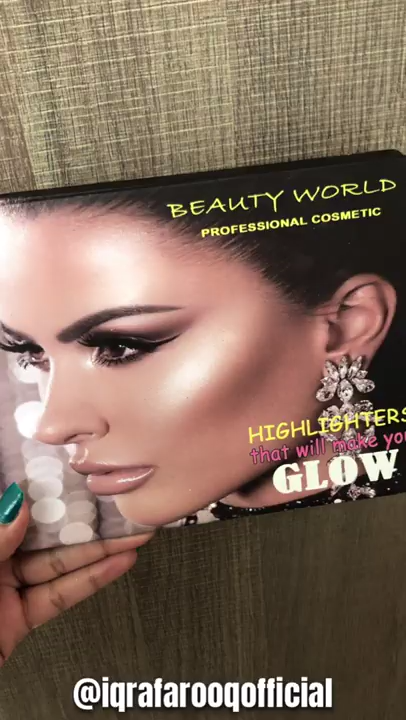 BEAUTY WORLD
PROFESSIONAL COSMETIC
HIGHLIGHTERS
that will make you
GLOW
@iqrafarooqofficial